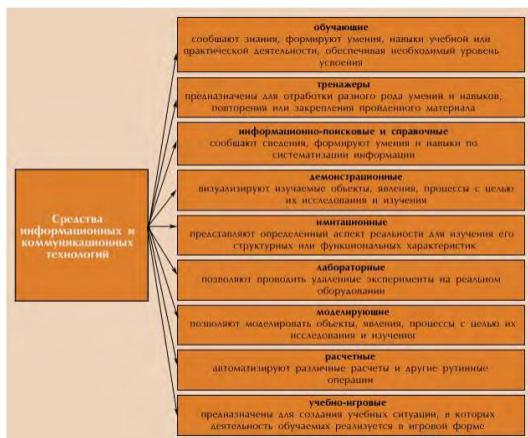 обучающие
сообщают знания, формируют умения, навыки учебной или
практической деятельности, обеспечивая необходимый уровень
усвоения
тренажеры
предназначены для отработки разного рода умений и навыков,
повторения или закрепления пройденного материала
информационно-поисковые и справочные
сообщают сведения, формируют умения и навыки по
систематизации информации
демонстрационные
визуализируют изучаемые объекты, явления, процессы с целью
их исследования и изучения
Средства
информационных и
коммуникационных
технологий
имитационные
представляют определенный аспект реальности для изучения его
структурных или функциональных характеристик
лабораторные
позволяют проводить удаленные эксперименты на реальном
оборудовании
моделирующие
позволяют моделировать объекты, явления, процессы с целью их
исследования и изучения
расчетные
автоматизируют различные расчеты и другие рутинные
операции
учебно-игровые
предназначены для создания учебных ситуаций, в которых
деятельность обучаемых реализуется в игровой форме